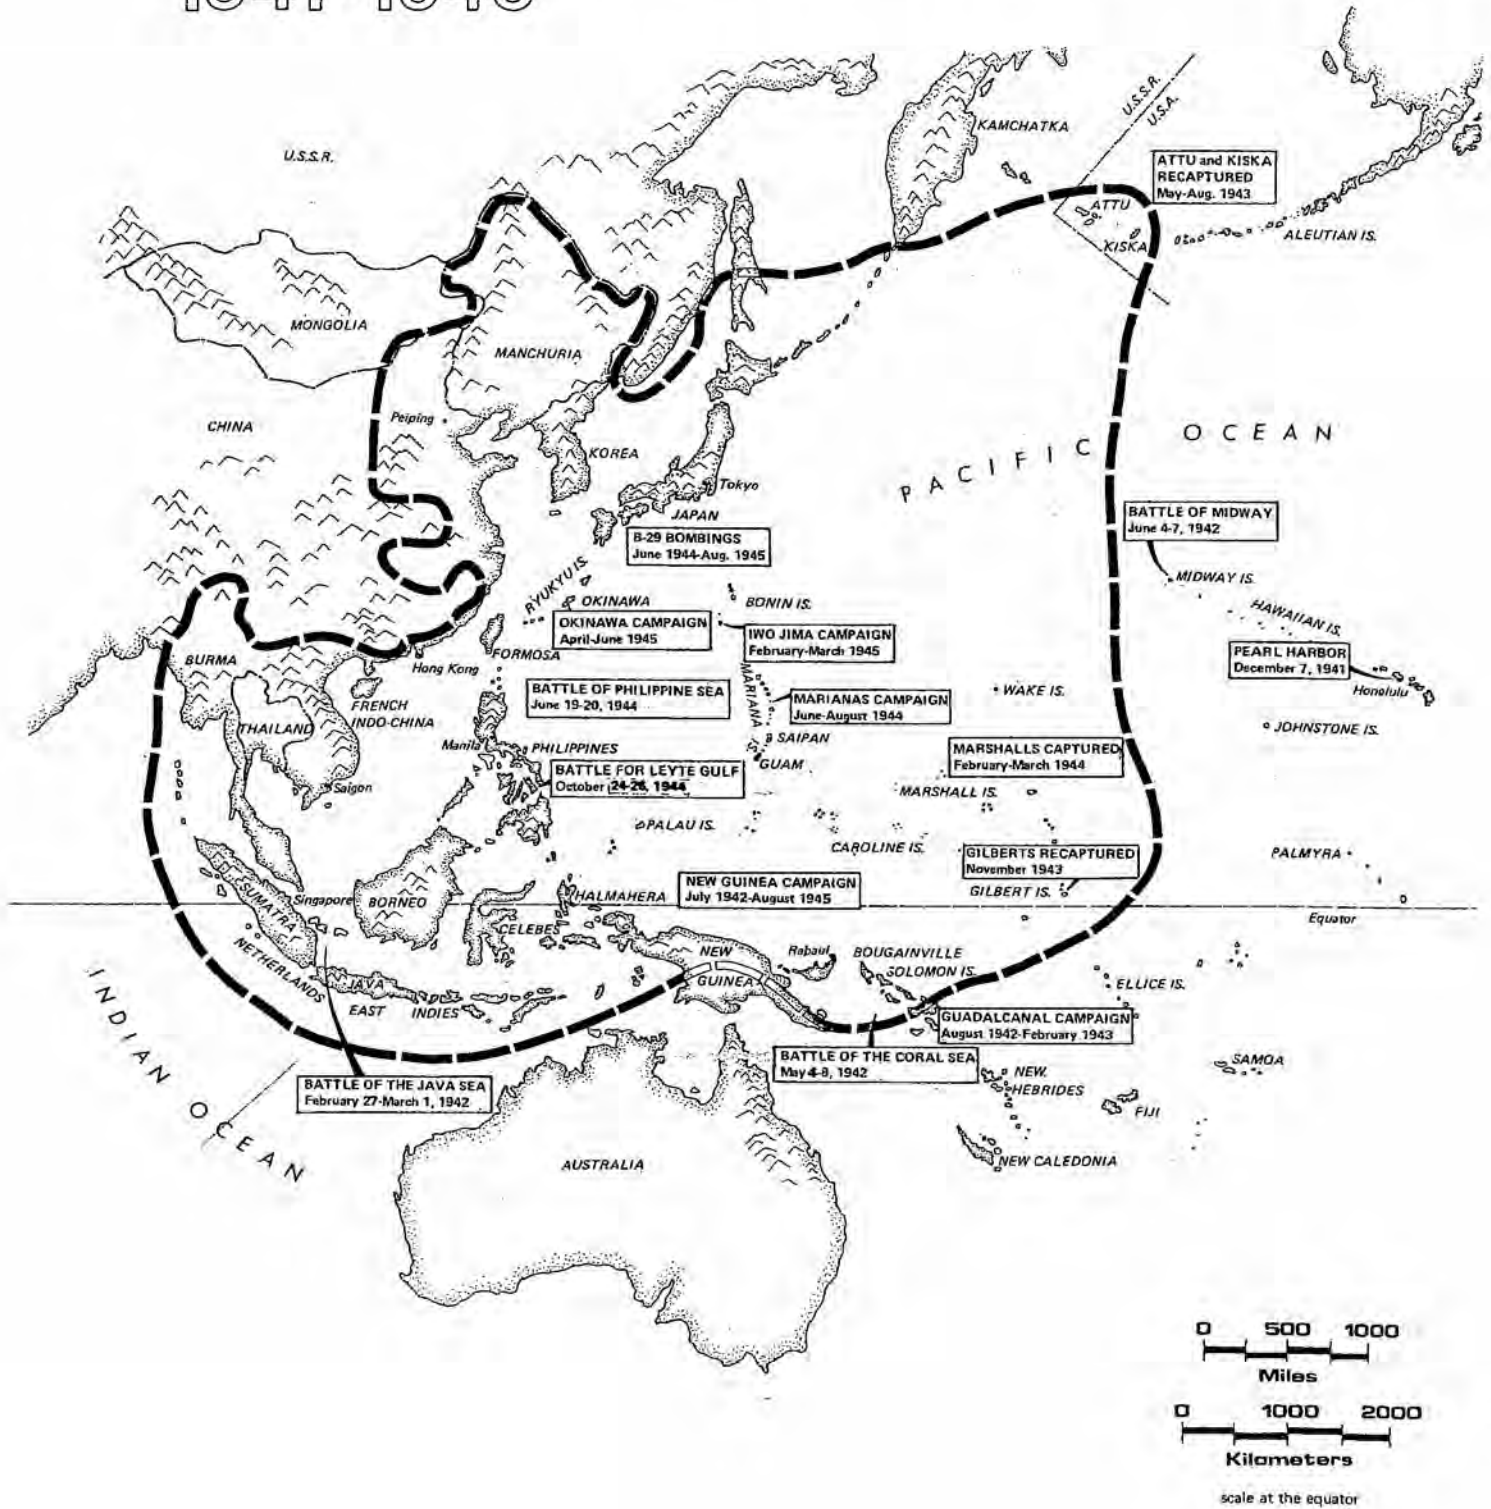 1941-1945
KAMCHATKA
U.S.S.R.
U.S.A.
U.S.S.R.
ATTU and KISKA
RECAPTURED
May-Aug. 1943
ATTU
KISKA
ALEUTIAN IS.
MONGOLIA
MANCHURIA
Peiping
CHINA
KOREA
Tokyo
JAPAN
PACIFIC OCEAN
B-29 BOMBINGS
June 1944-Aug. 1945
BATTLE OF MIDWAY
June 4-7, 1942
MIDWAY IS.
HAWAIIAN IS.
RYUKYU IS.
OKINAWA
OKINAWA CAMPAIGN
April-June 1945
BONIN IS.
IWO JIMA CAMPAIGN
February-March 1945
PEARL HARBOR
December 7, 1941
Honolulu
BURMA
Hong Kong
FORMOSA
BATTLE OF PHILIPPINE SEA
June 19-20, 1944
MARIANA IS.
MARIANAS CAMPAIGN
June-August 1944
WAKE IS.
FRENCH
INDO-CHINA
THAILAND
JOHNSTONE IS.
Manila
PHILIPPINES
SAIPAN
GUAM
MARSHALLS CAPTURED
February-March 1944
BATTLE FOR LEYTE GULF
October 24-26, 1944
Saigon
MARSHALL IS.
PALAU IS.
CAROLINE IS.
GILBERTS RECAPTURED
November 1943
GILBERT IS.
PALMYRA
SUMATRA
Singapore
BORNEO
HALMAHERA
NEW GUINEA CAMPAIGN
July 1942-August 1945
Equator
CELEBES
NETHERLANDS
EAST INDIES
JAVA
NEW
GUINEA
Rabaul
BOUGAINVILLE
SOLOMON IS.
ELLICE IS.
INDIAN OCEAN
GUADALCANAL CAMPAIGN
August 1942-February 1943
BATTLE OF THE CORAL SEA
May 4-8, 1942
BATTLE OF THE JAVA SEA
February 27-March 1, 1942
NEW
HEBRIDES
SAMOA
FIJI
NEW CALEDONIA
AUSTRALIA
0 500 1000
Miles
0 1000 2000
Kilometers
scale at the equator